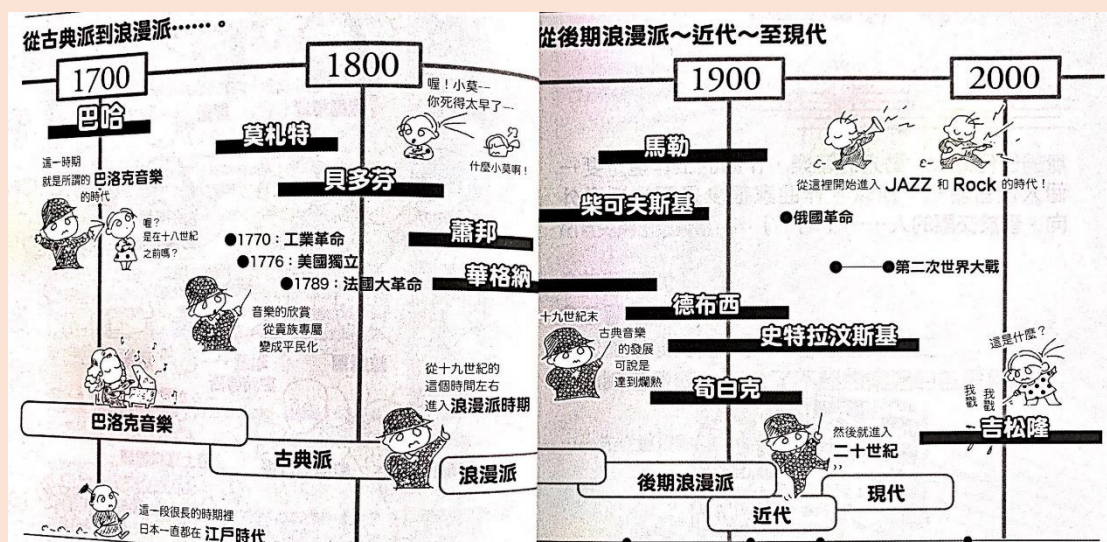 從古典派到浪漫派……。
1700
1800
巴哈
喔！小莫--
你死得太早了--
什麼小莫啊！
莫札特
貝多芬
這一時期
就是所謂的 巴洛克音樂
的時代
喔？
是在十八世紀
之前嗎？
蕭邦
●1770：工業革命
●1776：美國獨立
●1789：法國大革命
華格納
音樂的欣賞
從貴族專屬
變成平民化
從十九世紀的
這個時間左右
進入浪漫派時期
巴洛克音樂
古典派
浪漫派
這一段很長的時期裡
日本一直都在 江戶時代
從後期浪漫派～近代～至現代
1900
2000
馬勒
從這裡開始進入 JAZZ 和 Rock 的時代！
柴可夫斯基
●俄國革命
●第二次世界大戰
德布西
十九世紀末
古典音樂
的發展
可說是
達到爛熟
史特拉汶斯基
這是什麼？
荀白克
我戳
我戳
吉松隆
然後就進入
二十世紀
後期浪漫派
現代
近代